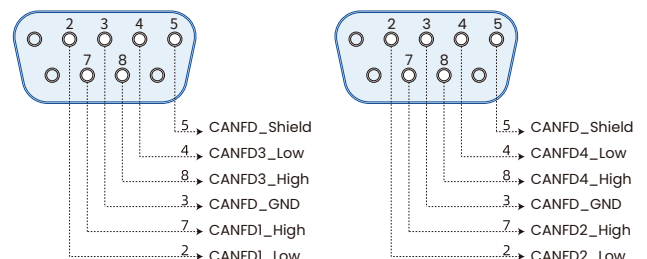 2 3 4 5
7 8
5 CANFD_Shield
4 CANFD3_Low
8 CANFD3_High
3 CANFD_GND
7 CANFD1_High
2 CANFD1_Low
2 3 4 5
7 8
5 CANFD_Shield
4 CANFD4_Low
8 CANFD4_High
3 CANFD_GND
7 CANFD2_High
2 CANFD2_Low